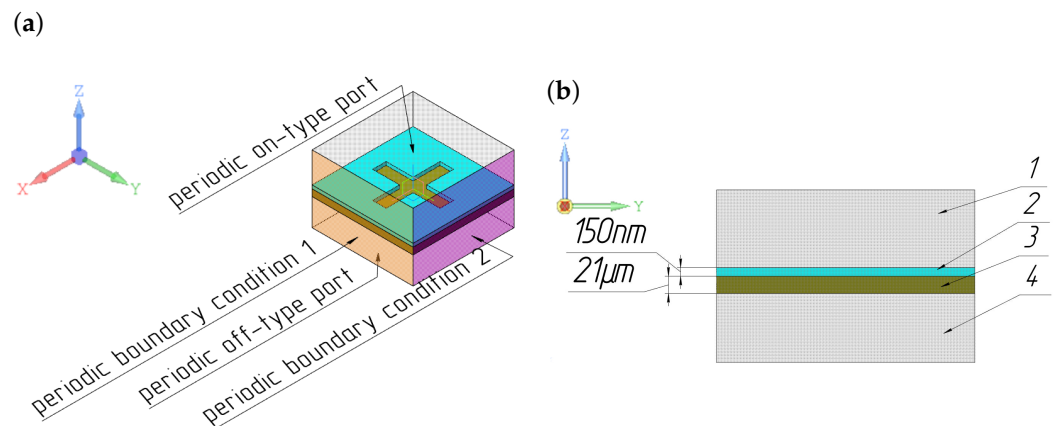 (a)
Z
X
Y
periodic on-type port
periodic boundary condition 1
periodic off-type port
periodic boundary condition 2
(b)
Z
Y
150nm
21μm
1
2
3
4